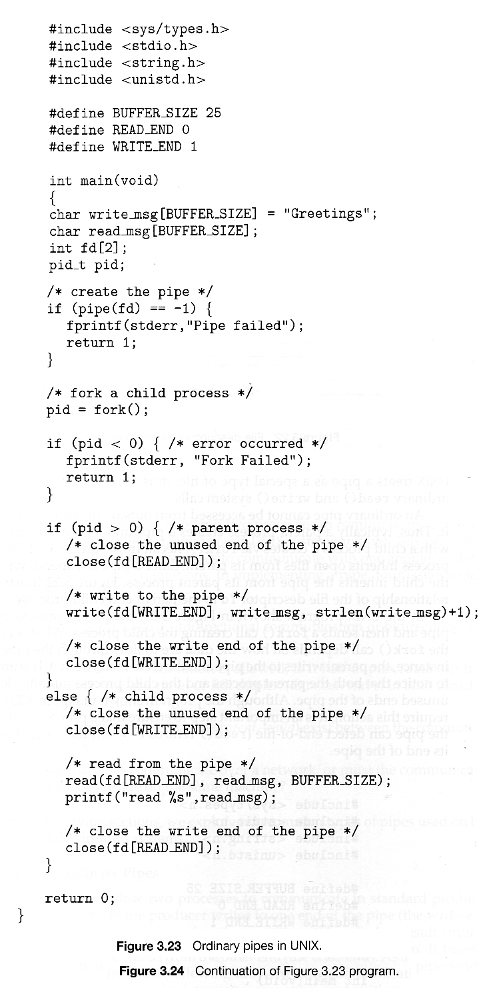 #include <sys/types.h>
#include <stdio.h>
#include <string.h>
#include <unistd.h>
#define BUFFER_SIZE 25
#define READ_END 0
#define WRITE_END 1
int main(void)
{
char write_msg[BUFFER_SIZE] = "Greetings";
char read_msg[BUFFER_SIZE];
int fd[2];
pid_t pid;
/* create the pipe */
if (pipe(fd) == -1) {
fprintf(stderr,"Pipe failed");
return 1;
}
/* fork a child process */
pid = fork();
if (pid < 0) { /* error occurred */
fprintf(stderr, "Fork Failed");
return 1;
}
if (pid > 0) { /* parent process */
/* close the unused end of the pipe */
close(fd[READ_END]);
/* write to the pipe */
write(fd[WRITE_END], write_msg, strlen(write_msg)+1);
/* close the write end of the pipe */
close(fd[WRITE_END]);
}
else { /* child process */
/* close the unused end of the pipe */
close(fd[WRITE_END]);
/* read from the pipe */
read(fd[READ_END], read_msg, BUFFER_SIZE);
printf("read %s",read_msg);
/* close the write end of the pipe */
close(fd[READ_END]);
}
return 0;
}
Figure 3.23 Ordinary pipes in UNIX.
Figure 3.24 Continuation of Figure 3.23 program.